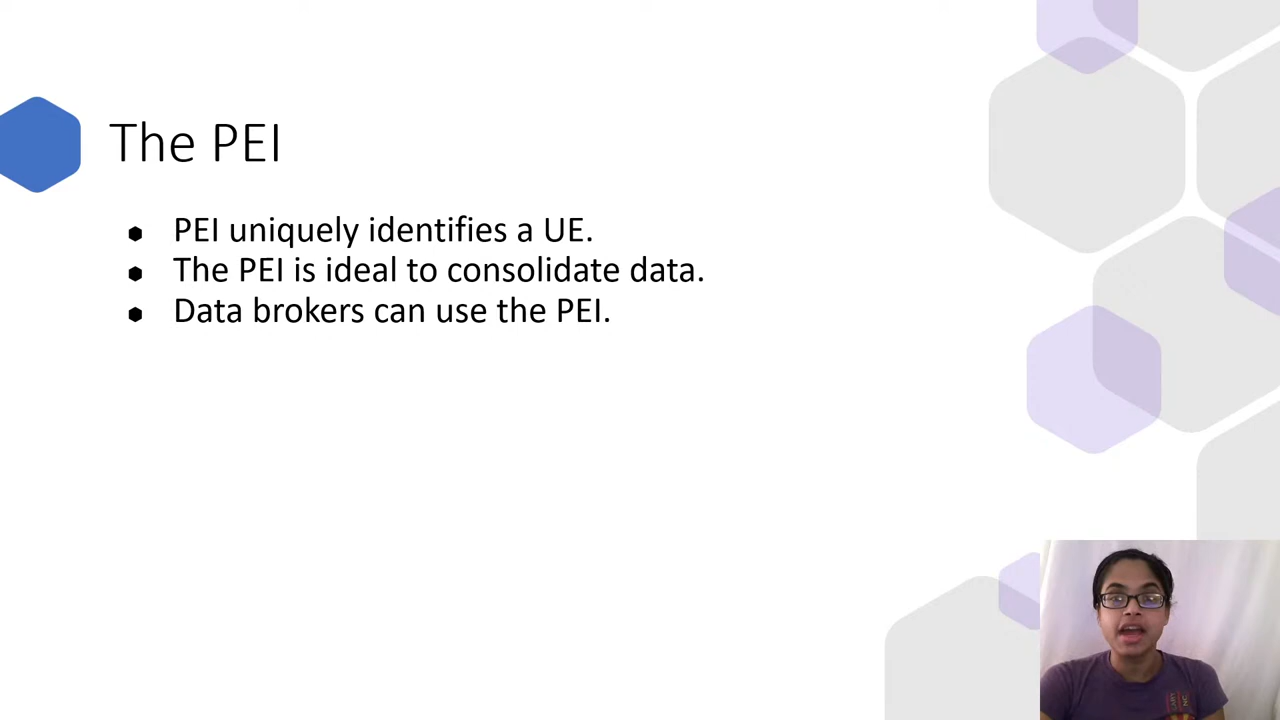 The PEI
PEI uniquely identifies a UE.
The PEI is ideal to consolidate data.
Data brokers can use the PEI.